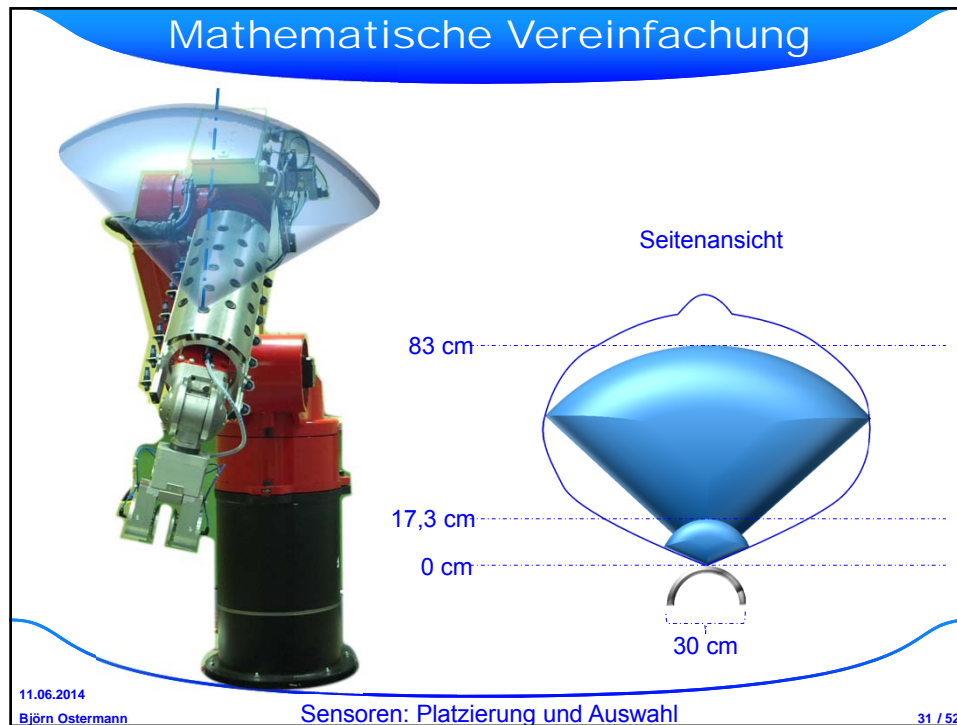 Mathematische Vereinfachung
Seitenansicht
83 cm
17,3 cm
0 cm
30 cm
11.06.2014
Björn Ostermann
Sensoren: Platzierung und Auswahl
31 / 52